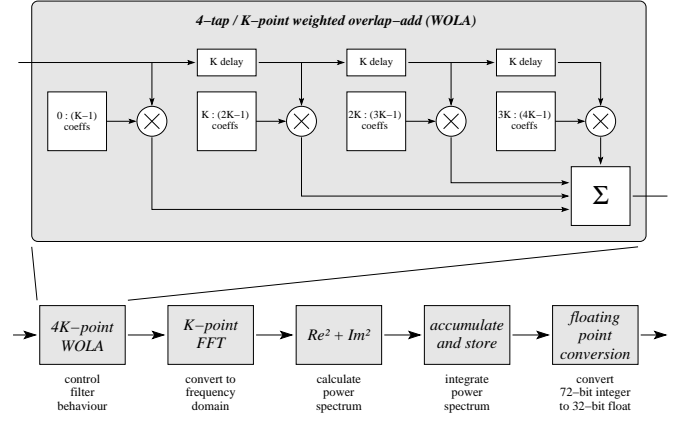 4−tap / K−point weighted overlap−add (WOLA)
K delay
K delay
K delay
0 : (K−1)
coeffs
K : (2K−1)
coeffs
2K : (3K−1)
coeffs
3K : (4K−1)
coeffs
Σ
4K−point
WOLA
K−point
FFT
Re² + Im²
accumulate
and store
floating
point
conversion
control
filter
behaviour
convert to
frequency
domain
calculate
power
spectrum
integrate
power
spectrum
convert
72−bit integer
to 32−bit float